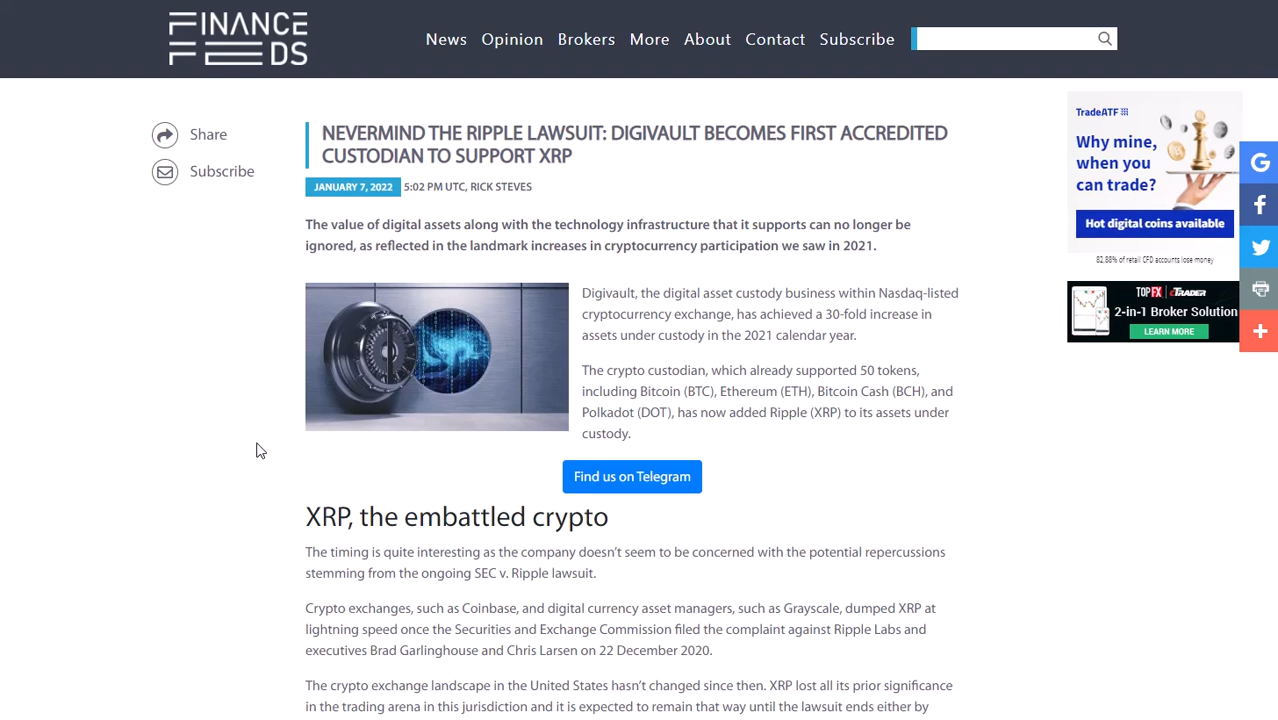 FINANCE
FEEDS
News Opinion Brokers More About Contact Subscribe
Share
Subscribe
NEVERMIND THE RIPPLE LAWSUIT: DIGIVAULT BECOMES FIRST ACCREDITED
CUSTODIAN TO SUPPORT XRP
JANUARY 7, 2022 5:02 PM UTC, RICK STEVES
The value of digital assets along with the technology infrastructure that it supports can no longer be
ignored, as reflected in the landmark increases in cryptocurrency participation we saw in 2021.
Digivault, the digital asset custody business within Nasdaq-listed
cryptocurrency exchange, has achieved a 30-fold increase in
assets under custody in the 2021 calendar year.
The crypto custodian, which already supported 50 tokens,
including Bitcoin (BTC), Ethereum (ETH), Bitcoin Cash (BCH), and
Polkadot (DOT), has now added Ripple (XRP) to its assets under
custody.
Find us on Telegram
XRP, the embattled crypto
The timing is quite interesting as the company doesn't seem to be concerned with the potential repercussions
stemming from the ongoing SEC v. Ripple lawsuit.
Crypto exchanges, such as Coinbase, and digital currency asset managers, such as Grayscale, dumped XRP at
lightning speed once the Securities and Exchange Commission filed the complaint against Ripple Labs and
executives Brad Garlinghouse and Chris Larsen on 22 December 2020.
The crypto exchange landscape in the United States hasn't changed since then. XRP lost all its prior significance
in the trading arena in this jurisdiction and it is expected to remain that way until the lawsuit ends either by
TradeATF
Why mine,
when you
can trade?
Hot digital coins available
82.88% of retail CFD accounts lose money
TOPFX cTRADER
2-in-1 Broker Solution
LEARN MORE